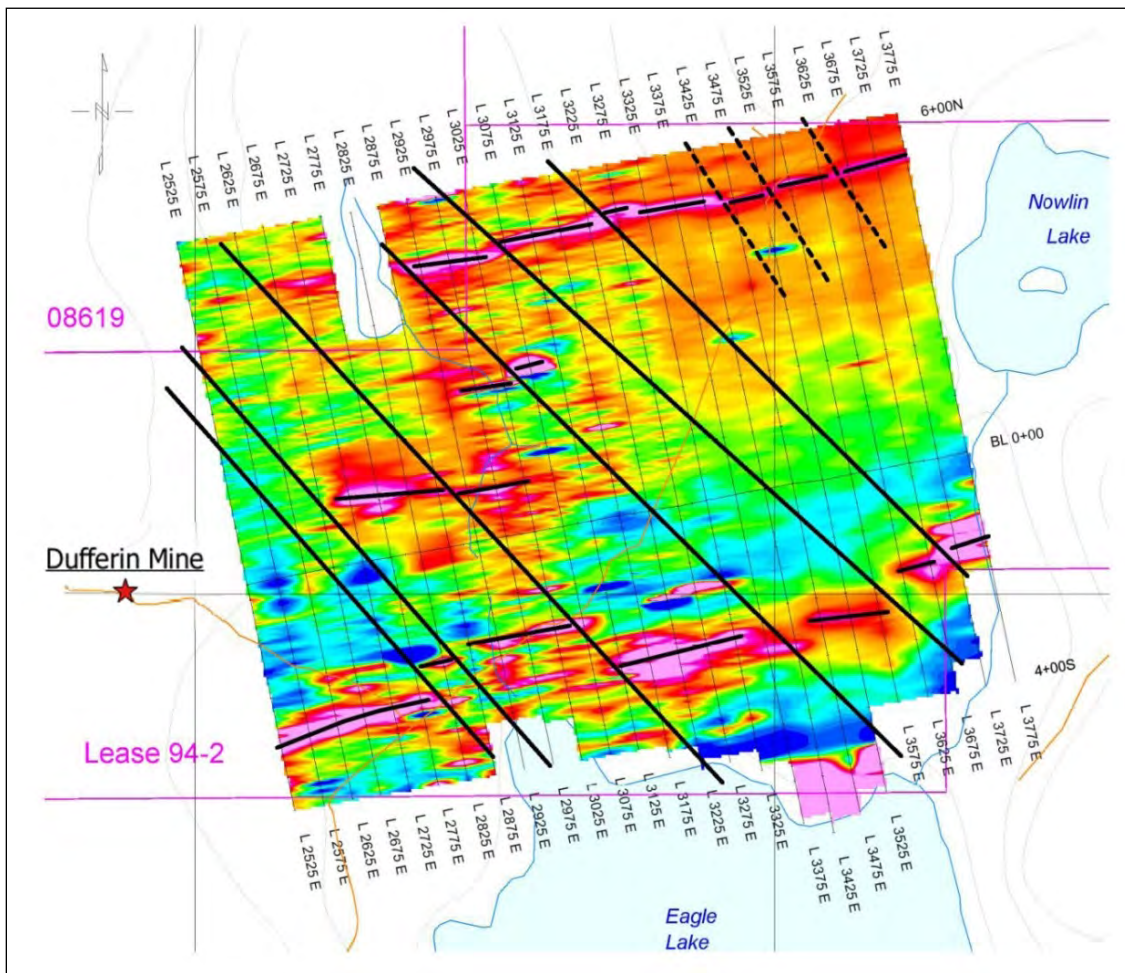 N
L 2525 E
L 2575 E
L 2625 E
L 2675 E
L 2725 E
L 2775 E
L 2825 E
L 2875 E
L 2925 E
L 2975 E
L 3025 E
L 3075 E
L 3125 E
L 3175 E
L 3225 E
L 3275 E
L 3325 E
L 3375 E
L 3425 E
L 3475 E
L 3525 E
L 3575 E
L 3625 E
L 3675 E
L 3725 E
L 3775 E
6+00N
Nowlin
Lake
08619
BL 0+00
Dufferin Mine
4+00S
Lease 94-2
L 2525 E
L 2575 E
L 2625 E
L 2675 E
L 2725 E
L 2775 E
L 2825 E
L 2875 E
L 2925 E
L 2975 E
L 3025 E
L 3075 E
L 3125 E
L 3175 E
L 3225 E
L 3275 E
L 3325 E
L 3375 E
L 3425 E
L 3475 E
L 3525 E
L 3575 E
L 3625 E
L 3675 E
L 3725 E
L 3775 E
Eagle
Lake